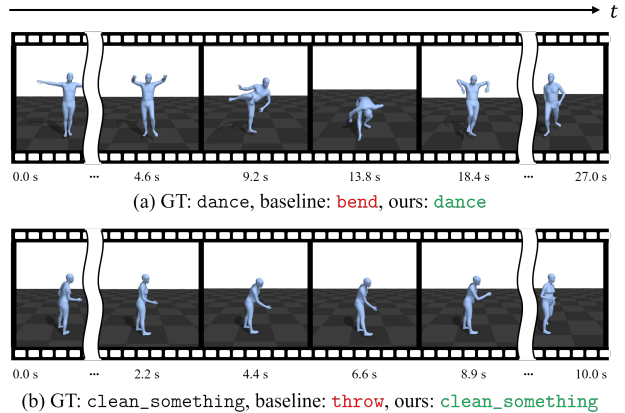 t
0.0 s ... 4.6 s 9.2 s 13.8 s 18.4 s ... 27.0 s
(a) GT: dance, baseline: bend, ours: dance
0.0 s ... 2.2 s 4.4 s 6.6 s 8.9 s ... 10.0 s
(b) GT: clean_something, baseline: throw, ours: clean_something